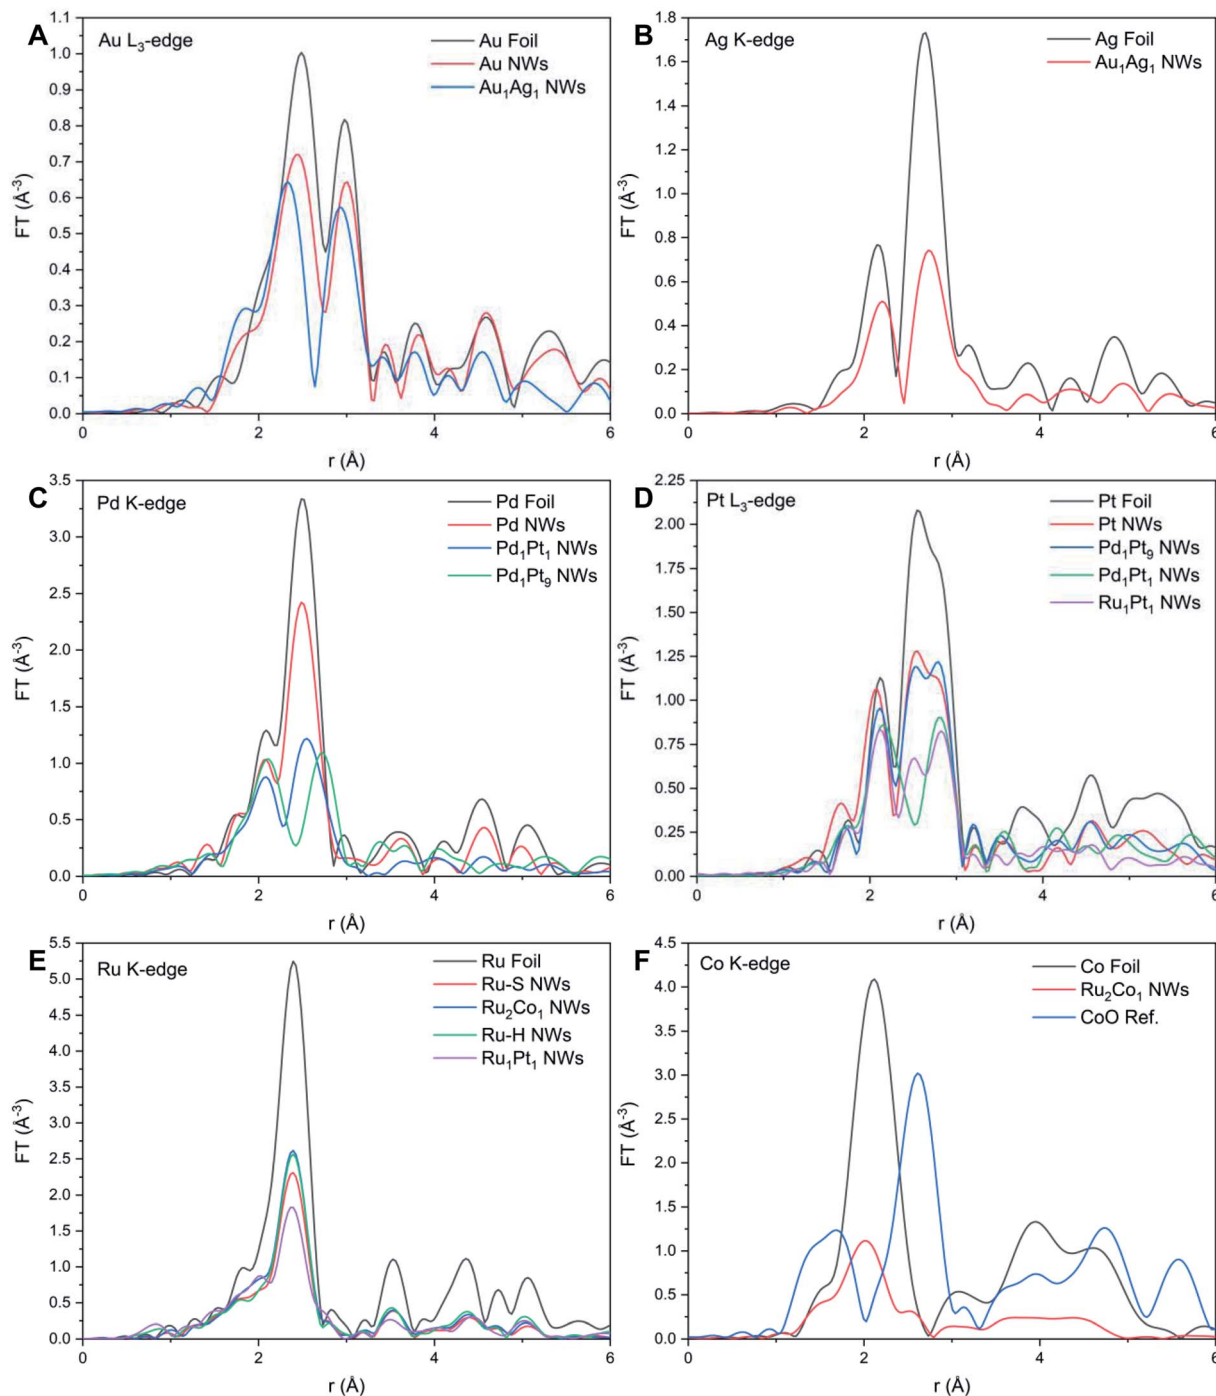 A
Au L₃-edge
Au Foil
Au NWs
Au₁Ag₁ NWs
FT (Å⁻³)
1.1
1.0
0.9
0.8
0.7
0.6
0.5
0.4
0.3
0.2
0.1
0.0
0 2 4 6
r (Å)
B
Ag K-edge
Ag Foil
Au₁Ag₁ NWs
FT (Å⁻³)
1.8
1.6
1.4
1.2
1.0
0.8
0.6
0.4
0.2
0.0
0 2 4 6
r (Å)
C
Pd K-edge
Pd Foil
Pd NWs
Pd₁Pt₁ NWs
Pd₁Pt₉ NWs
FT (Å⁻³)
3.5
3.0
2.5
2.0
1.5
1.0
0.5
0.0
0 2 4 6
r (Å)
D
Pt L₃-edge
Pt Foil
Pt NWs
Pd₁Pt₉ NWs
Pd₁Pt₁ NWs
Ru₁Pt₁ NWs
FT (Å⁻³)
2.25
2.00
1.75
1.50
1.25
1.00
0.75
0.50
0.25
0.00
0 2 4 6
r (Å)
E
Ru K-edge
Ru Foil
Ru-S NWs
Ru₂Co₁ NWs
Ru-H NWs
Ru₁Pt₁ NWs
FT (Å⁻³)
5.5
5.0
4.5
4.0
3.5
3.0
2.5
2.0
1.5
1.0
0.5
0.0
0 2 4 6
r (Å)
F
Co K-edge
Co Foil
Ru₂Co₁ NWs
CoO Ref.
FT (Å⁻³)
4.5
4.0
3.5
3.0
2.5
2.0
1.5
1.0
0.5
0.0
0 2 4 6
r (Å)